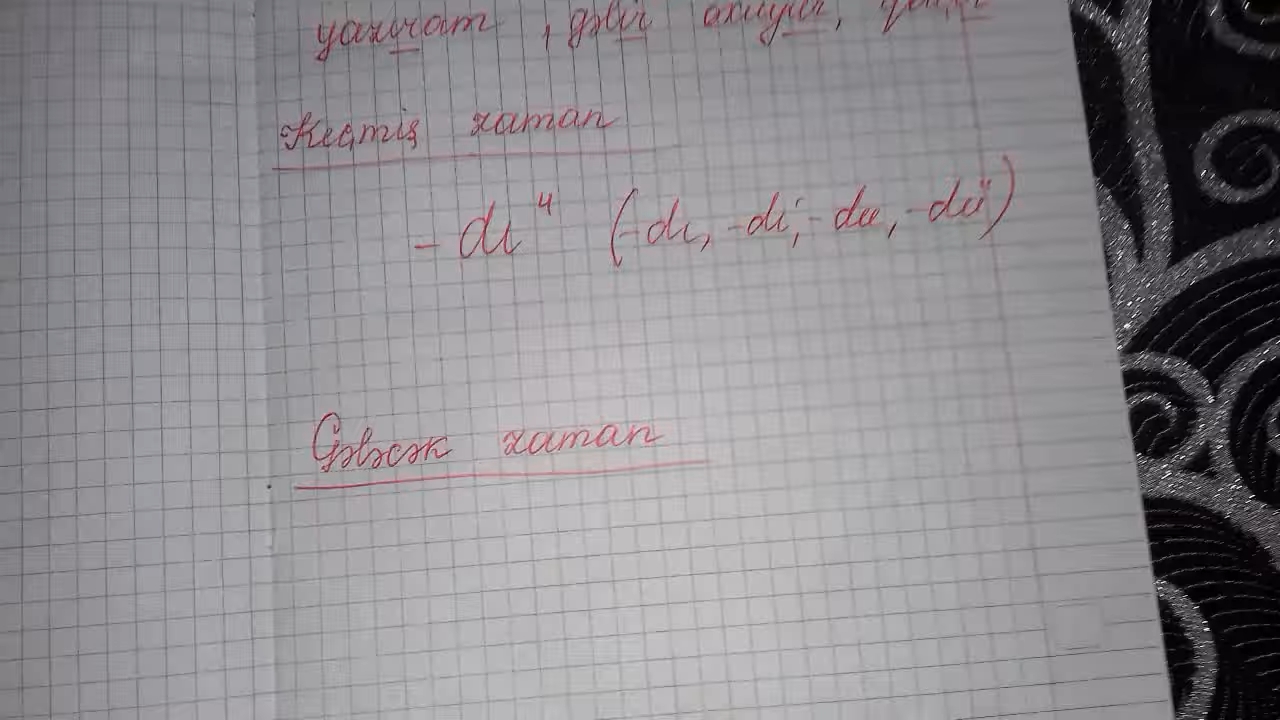 yazıram, gəlir oxuyur,
Keçmiş zaman
- dı⁴ (-dı, -di, -du, -dü)
Gələcək zaman